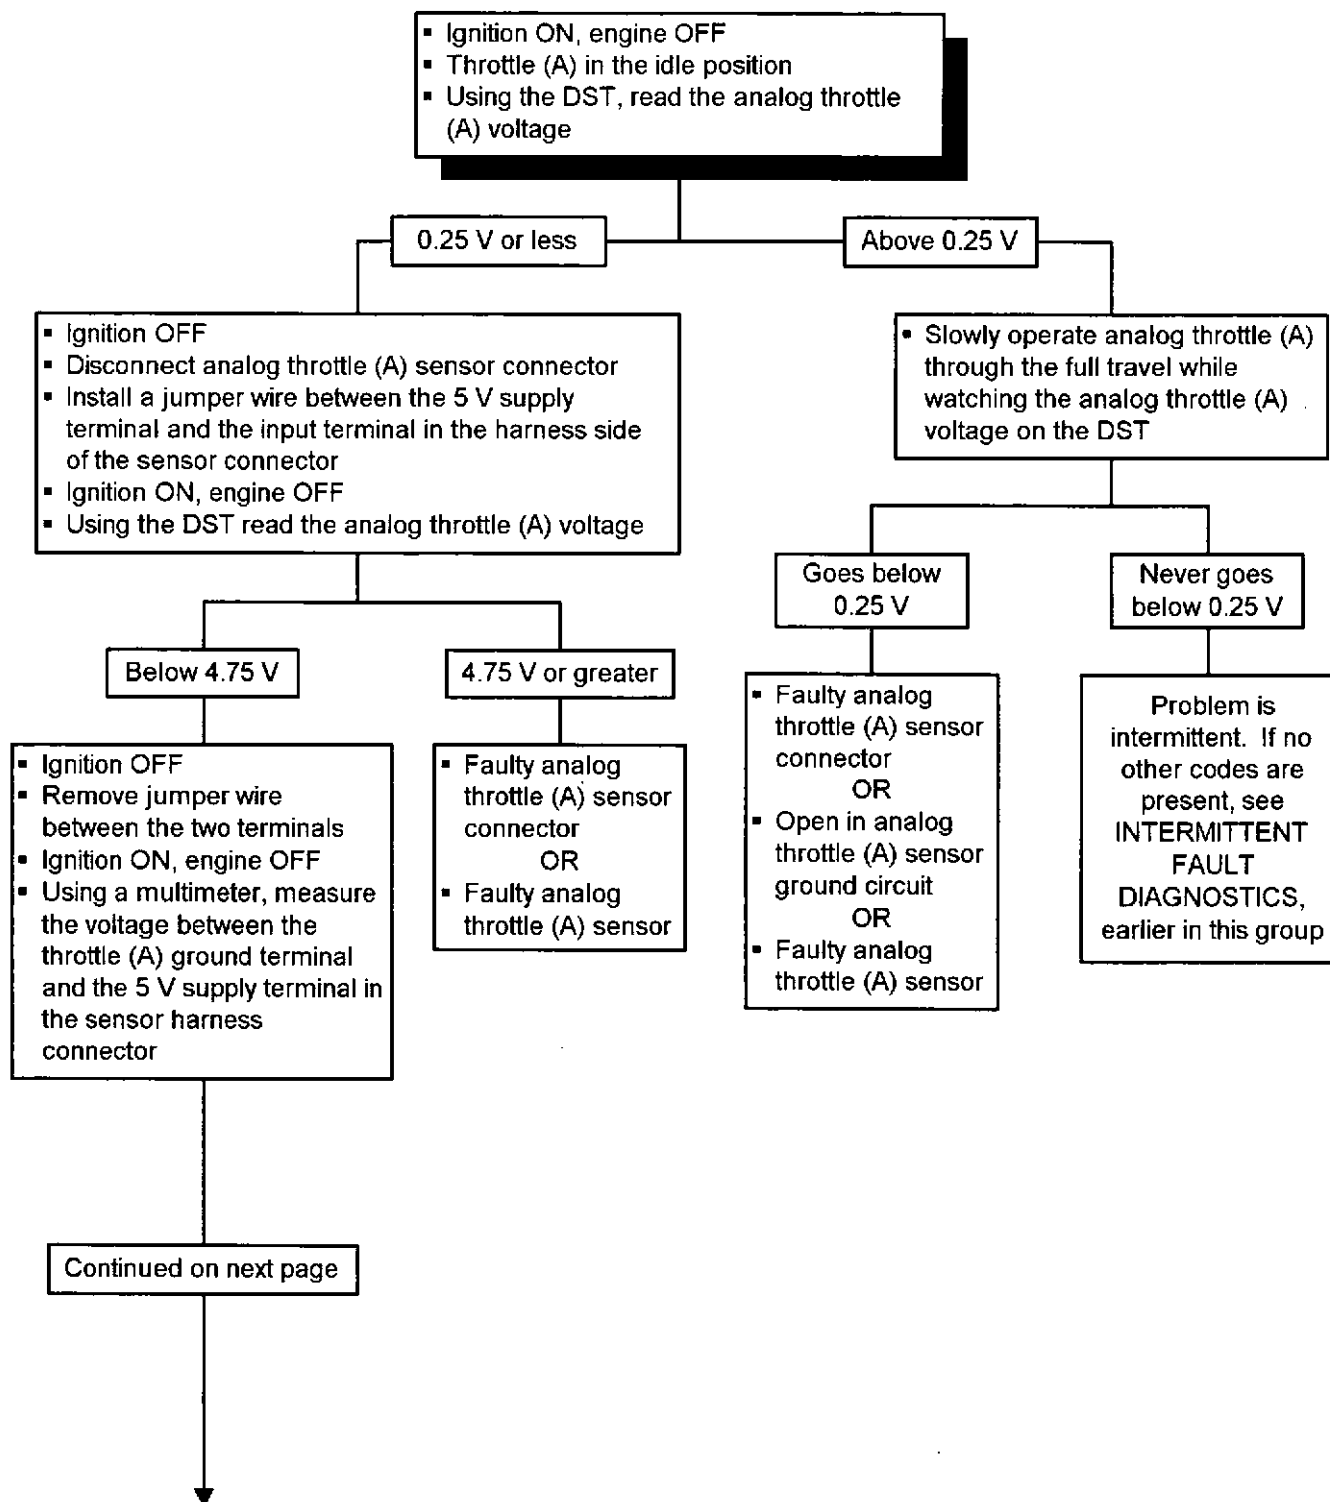 ▪ Ignition ON, engine OFF
▪ Throttle (A) in the idle position
▪ Using the DST, read the analog throttle
(A) voltage
0.25 V or less
Above 0.25 V
▪ Ignition OFF
▪ Disconnect analog throttle (A) sensor connector
▪ Install a jumper wire between the 5 V supply
terminal and the input terminal in the harness side
of the sensor connector
▪ Ignition ON, engine OFF
▪ Using the DST read the analog throttle (A) voltage
▪ Slowly operate analog throttle (A)
through the full travel while
watching the analog throttle (A)
voltage on the DST
Goes below
0.25 V
Never goes
below 0.25 V
Below 4.75 V
4.75 V or greater
▪ Ignition OFF
▪ Remove jumper wire
between the two terminals
▪ Ignition ON, engine OFF
▪ Using a multimeter, measure
the voltage between the
throttle (A) ground terminal
and the 5 V supply terminal in
the sensor harness
connector
▪ Faulty analog
throttle (A) sensor
connector
OR
▪ Faulty analog
throttle (A) sensor
▪ Faulty analog
throttle (A) sensor
connector
OR
▪ Open in analog
throttle (A) sensor
ground circuit
OR
▪ Faulty analog
throttle (A) sensor
Problem is
intermittent. If no
other codes are
present, see
INTERMITTENT
FAULT
DIAGNOSTICS,
earlier in this group
Continued on next page